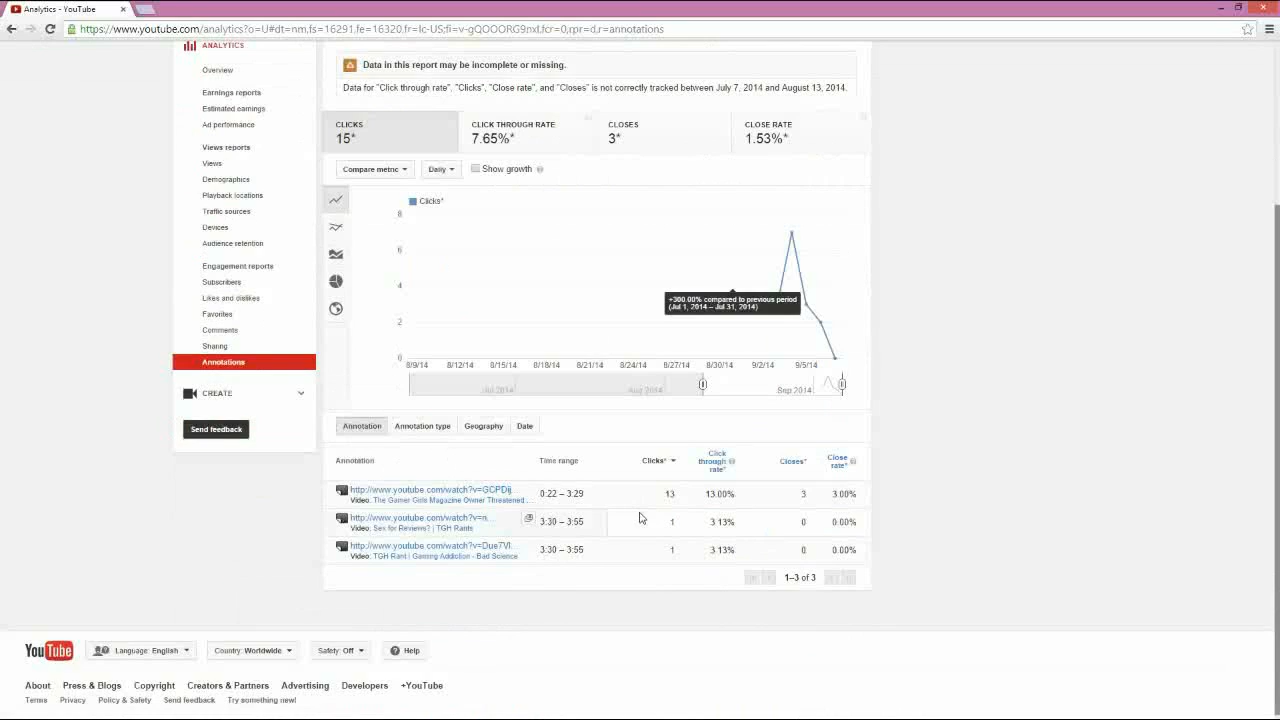 Analytics - YouTube
https://www.youtube.com/analytics?o=U#dt=nm,fs=16291,fe=16320,fr=lc-US;fi=v-gQOOORG9nxI,fcr=0,rpr=d,r=annotations
ANALYTICS
Overview
Earnings reports
Estimated earnings
Ad performance
Views reports
Views
Demographics
Playback locations
Traffic sources
Devices
Audience retention
Engagement reports
Subscribers
Likes and dislikes
Favorites
Comments
Sharing
Annotations
CREATE
Send feedback
Data in this report may be incomplete or missing.
Data for "Click through rate", "Clicks", "Close rate", and "Closes" is not correctly tracked between July 7, 2014 and August 13, 2014.
CLICKS CLICK THROUGH RATE CLOSES CLOSE RATE
15* 7.65%* 3* 1.53%*
Compare metric Daily Show growth
Clicks*
8
6
4
2
0
+300.00% compared to previous period
(Jul 1, 2014 – Jul 31, 2014)
8/9/14 8/12/14 8/15/14 8/18/14 8/21/14 8/24/14 8/27/14 8/30/14 9/2/14 9/5/14
Jul 2014 Aug 2014 Sep 2014
Annotation Annotation type Geography Date
Annotation Time range Clicks* Click through rate* Closes* Close rate*
http://www.youtube.com/watch?v=GCPDij... 0:22 – 3:29 13 13.00% 3 3.00%
Video: The Gamer Girls Magazine Owner Threatened ...
http://www.youtube.com/watch?v=n... 3:30 – 3:55 1 3.13% 0 0.00%
Video: Sex for Reviews? | TGH Rants
http://www.youtube.com/watch?v=Due7VI... 3:30 – 3:55 1 3.13% 0 0.00%
Video: TGH Rant | Gaming Addiction - Bad Science
1–3 of 3
YouTube Language: English Country: Worldwide Safety: Off Help
About Press & Blogs Copyright Creators & Partners Advertising Developers +YouTube
Terms Privacy Policy & Safety Send feedback Try something new!